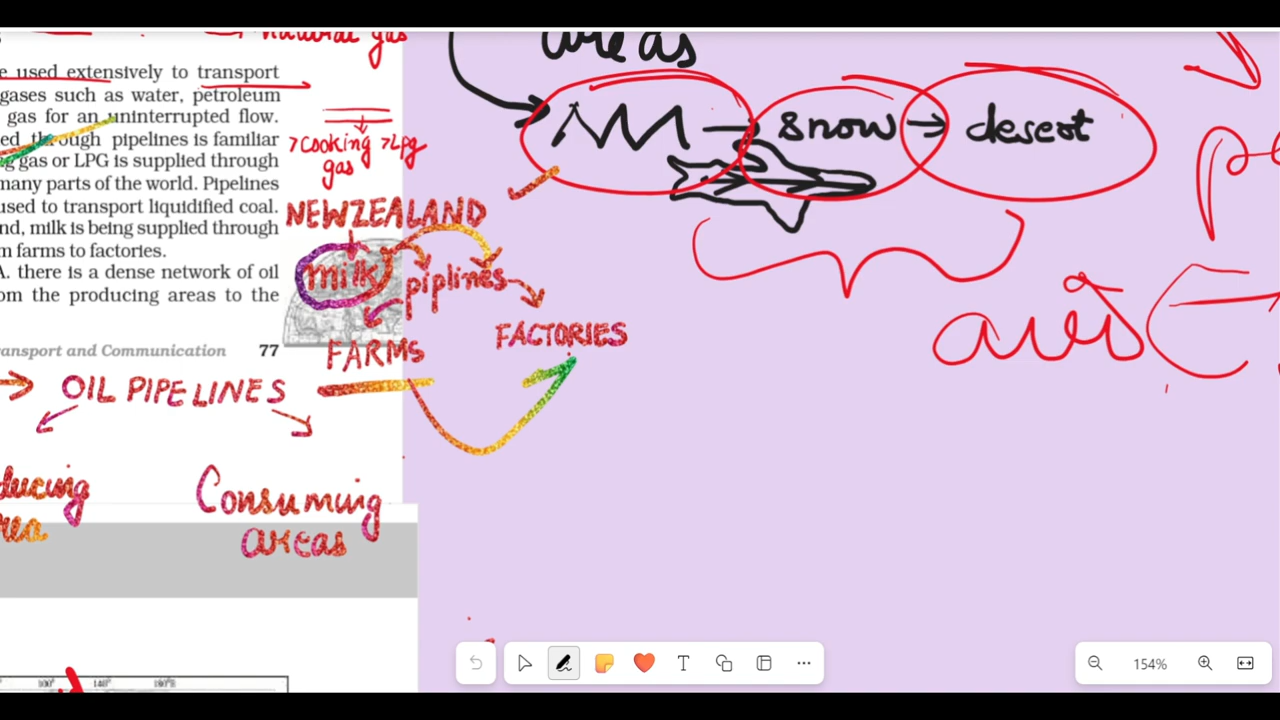 natural gas
e used extensively to transport
gases such as water, petroleum
gas for an uninterrupted flow.
ed through pipelines is familiar
g gas or LPG is supplied through
many parts of the world. Pipelines
used to transport liquidified coal.
nd, milk is being supplied through
m farms to factories.
A. there is a dense network of oil
om the producing areas to the
ansport and Communication 77
>Cooking >Lpg
gas
NEWZEALAND
milk piplines
FARMS FACTORIES
OIL PIPELINES
ducing
rea
Consuming
areas
areas
snow → desert
154%